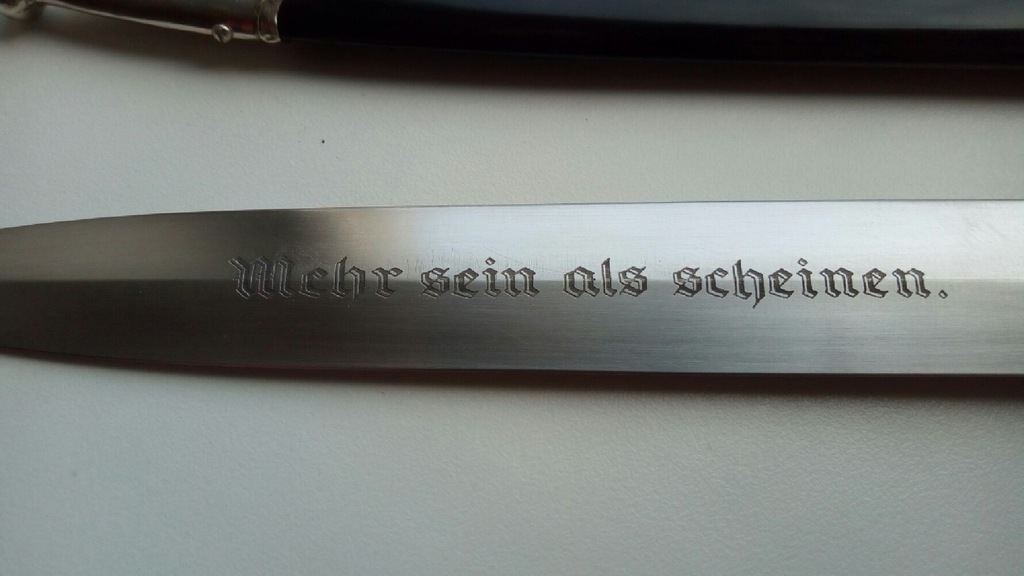 Mehr sein als scheinen.